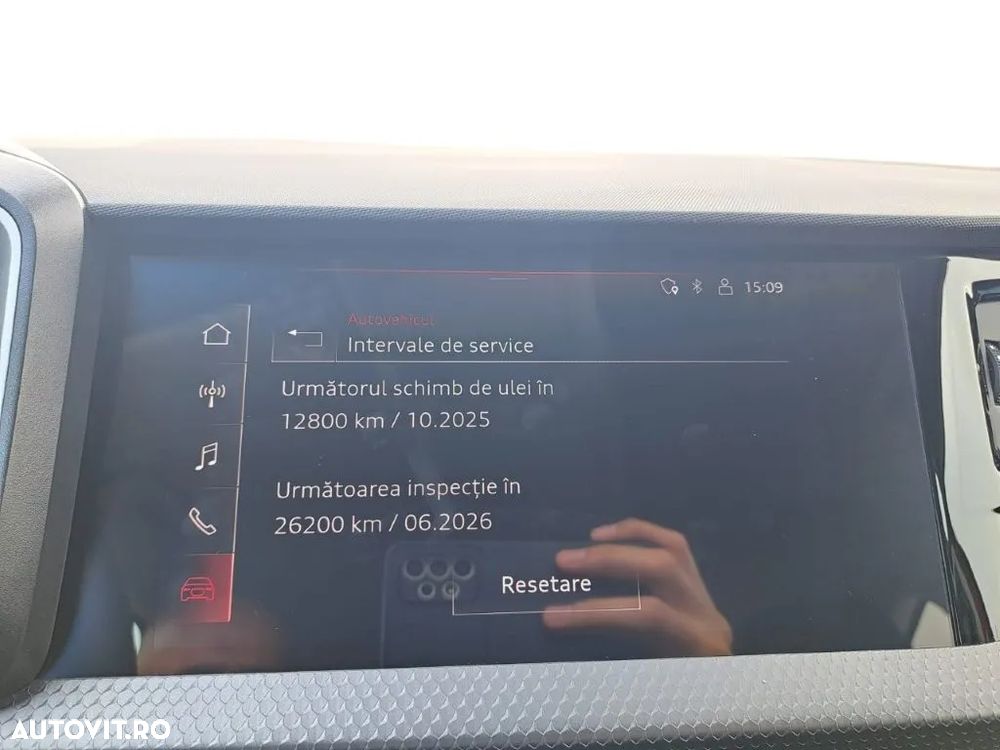 15:09
Autovehicul
Intervale de service
Următorul schimb de ulei în
12800 km / 10.2025
Următoarea inspecție în
26200 km / 06.2026
Resetare
AUTOVIT.RO